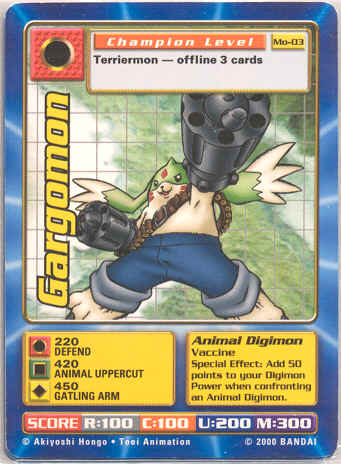 Champion Level
Mo-03
Terriermon — offline 3 cards
Gargomon
220
DEFEND
420
ANIMAL UPPERCUT
450
GATLING ARM
Animal Digimon
Vaccine
Special Effect: Add 50
points to your Digimon
Power when confronting
an Animal Digimon.
SCORE R:100 C:100 U:200 M:300
© Akiyoshi Hongo • Toei Animation
© 2000 BANDAI